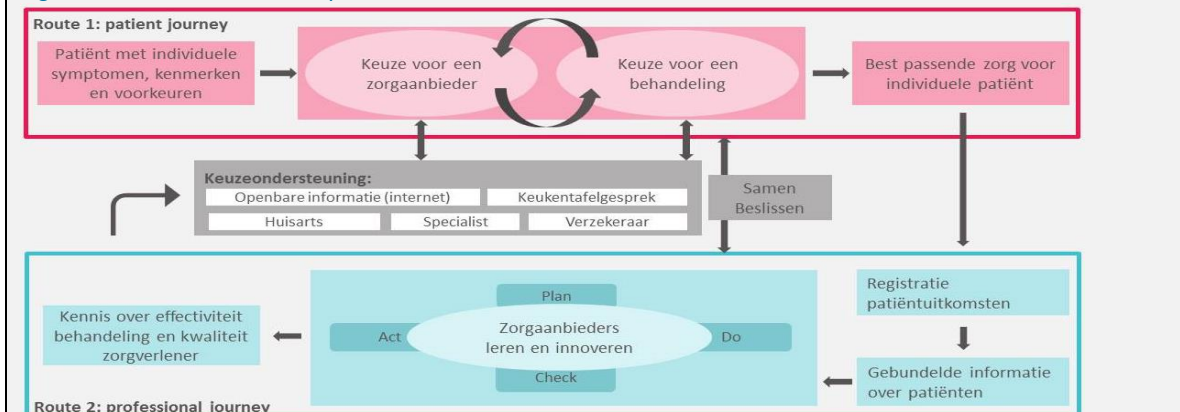 Route 1: patient journey
Patiënt met individuele
symptomen, kenmerken
en voorkeuren
Keuze voor een
zorgaanbieder
Keuze voor een
behandeling
Best passende zorg voor
individuele patiënt
Keuzeondersteuning:
Openbare informatie (internet)
Keukentafelgesprek
Huisarts
Specialist
Verzekeraar
Samen
Beslissen
Kennis over effectiviteit
behandeling en kwaliteit
zorgverlener
Plan
Act
Zorgaanbieders
leren en innoveren
Do
Check
Registratie
patiëntuitkomsten
Gebundelde informatie
over patiënten
Route 2: professional journey